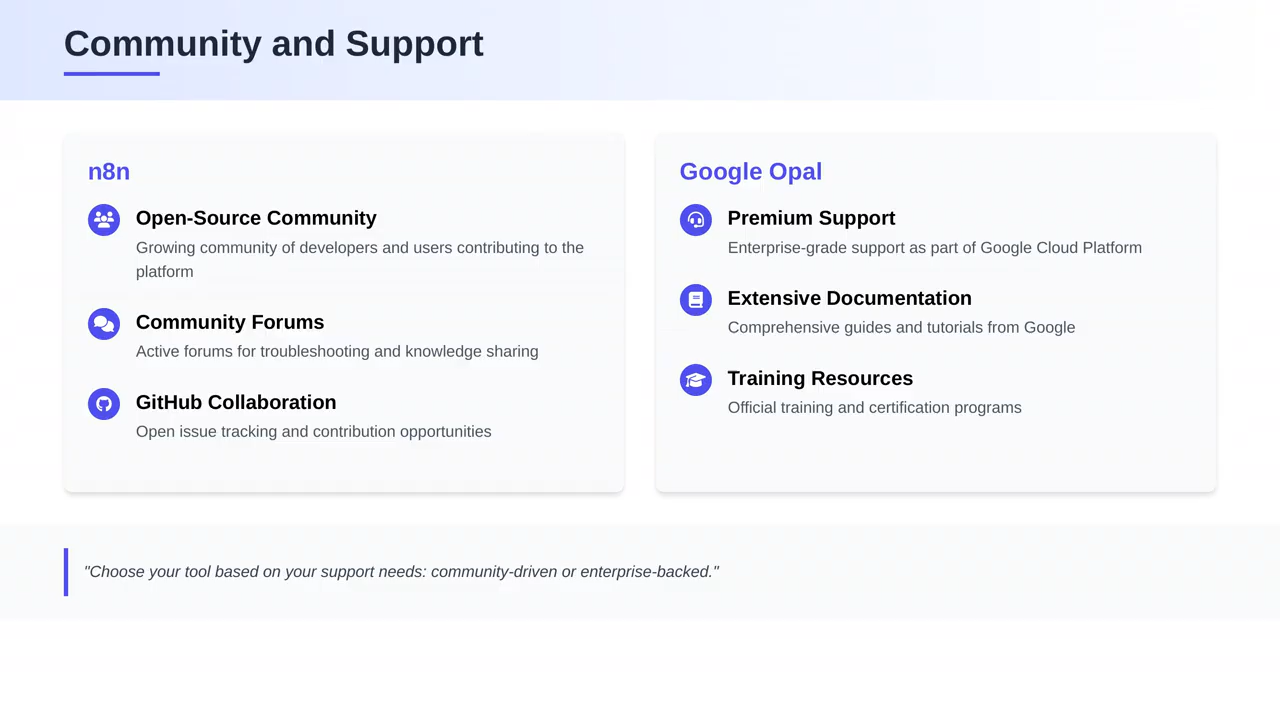 Community and Support
n8n
Open-Source Community
Growing community of developers and users contributing to the
platform
Community Forums
Active forums for troubleshooting and knowledge sharing
GitHub Collaboration
Open issue tracking and contribution opportunities
Google Opal
Premium Support
Enterprise-grade support as part of Google Cloud Platform
Extensive Documentation
Comprehensive guides and tutorials from Google
Training Resources
Official training and certification programs
"Choose your tool based on your support needs: community-driven or enterprise-backed."